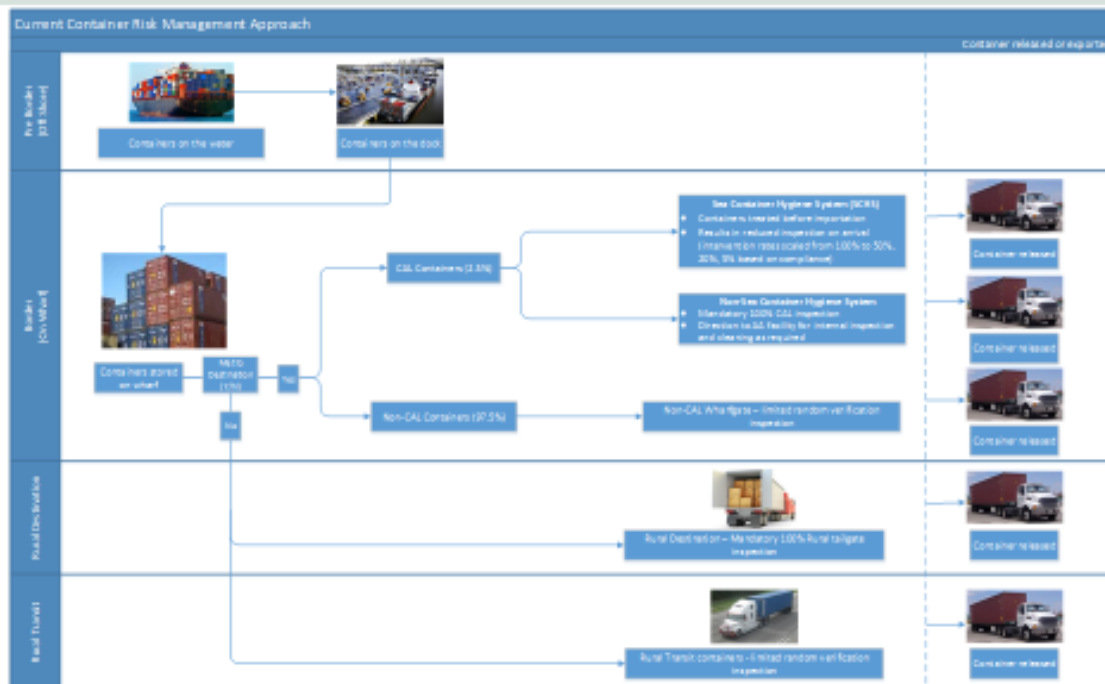 Current Container Risk Management Approach
Container released or exporte
Pre Border
Containers on the water
Containers on the dock
Border
(On Wharf)
Sea Container Hygiene System (SCHS)
Containers treated before importation
Results in reduced inspection on arrival
(intervention rates scaled from 100% to 50%,
20%, 5% based on compliance)
Container released
CAL Containers (2.5%)
Non-Sea Container Hygiene System
Mandatory 100% CAL inspection
Direction to AA facility for internal inspection
and cleaning as required
Container released
Containers stored
on wharf
Metro
Destination
Yes
No
Non-CAL Containers (97.5%)
Non-CAL Wharfgate – limited random verification
inspection
Container released
Rural Destination
Rural Destination – Mandatory 100% Rural tailgate
inspection
Container released
Rural Transit
Rural Transit containers - limited random verification
inspection
Container released